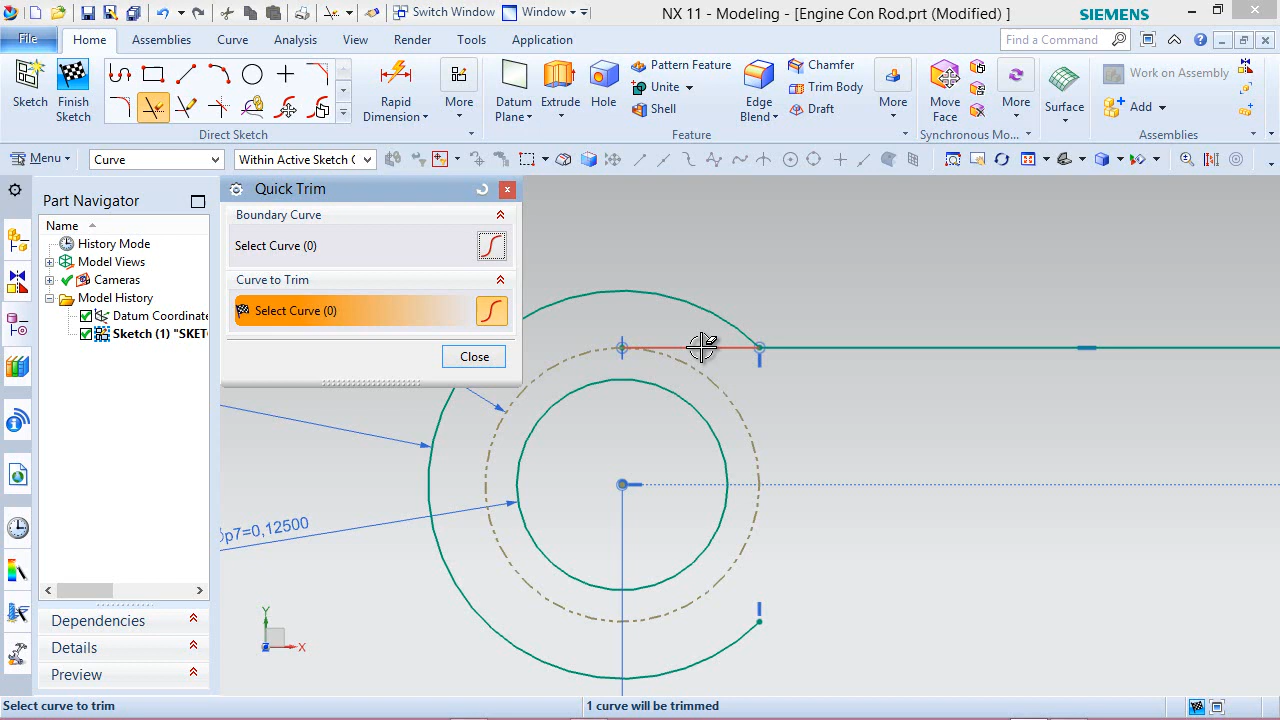 Switch Window Window NX 11 - Modeling - [Engine Con Rod.prt (Modified) ] SIEMENS
File Home Assemblies Curve Analysis View Render Tools Application Find a Command
Sketch Finish Sketch Rapid Dimension More Datum Plane Extrude Hole Pattern Feature Unite Shell Edge Blend Chamfer Trim Body Draft More Move Face More Surface Work on Assembly Add
Direct Sketch Feature Synchronous Mo... Assemblies
Menu Curve Within Active Sketch
Part Navigator
Name
History Mode
Model Views
Cameras
Model History
Datum Coordinate
Sketch (1) "SKET
Dependencies
Details
Preview
Quick Trim
Boundary Curve
Select Curve (0)
Curve to Trim
Select Curve (0)
Close
p7=0,12500
Y
X
Select curve to trim 1 curve will be trimmed